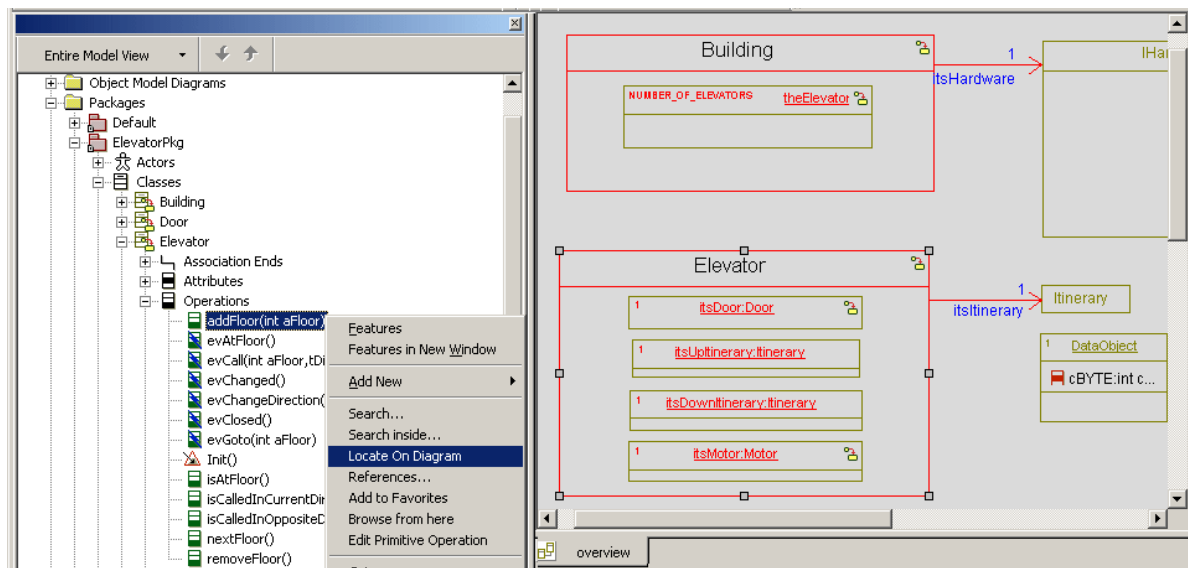 Entire Model View
Object Model Diagrams
Packages
Default
ElevatorPkg
Actors
Classes
Building
Door
Elevator
Association Ends
Attributes
Operations
addFloor(int aFloor)
evAtFloor()
evCall(int aFloor,tDi
evChanged()
evChangeDirection(
evClosed()
evGoto(int aFloor)
Init()
isAtFloor()
isCalledInCurrentDir
isCalledInOppositeD
nextFloor()
removeFloor()
Features
Features in New Window
Add New
Search...
Search inside...
Locate On Diagram
References...
Add to Favorites
Browse from here
Edit Primitive Operation
Building
NUMBER_OF_ELEVATORS theElevator
1
itsHardware
IHar
Elevator
1 itsDoor:Door
1 itsUpItinerary:Itinerary
1 itsDownItinerary:Itinerary
1 itsMotor:Motor
1
itsItinerary
Itinerary
1 DataObject
cBYTE:int c...
overview